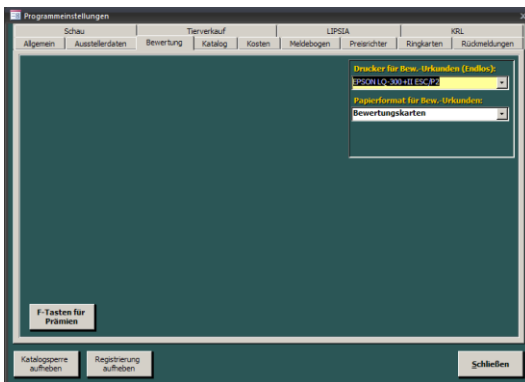 Programmeinstellungen
Schau Tierverkauf LIPSIA KRL
Allgemein Ausstellerdaten Bewertung Katalog Kosten Meldebogen Preisrichter Ringkarten Rückmeldungen
Drucker für Bew.-Urkunden (Endlos):
EPSON LQ-300+II ESC/P2
Papierformat für Bew.-Urkunden:
Bewertungskarten
F-Tasten für
Prämien
Katalogsperre
aufheben
Registrierung
aufheben
Schließen